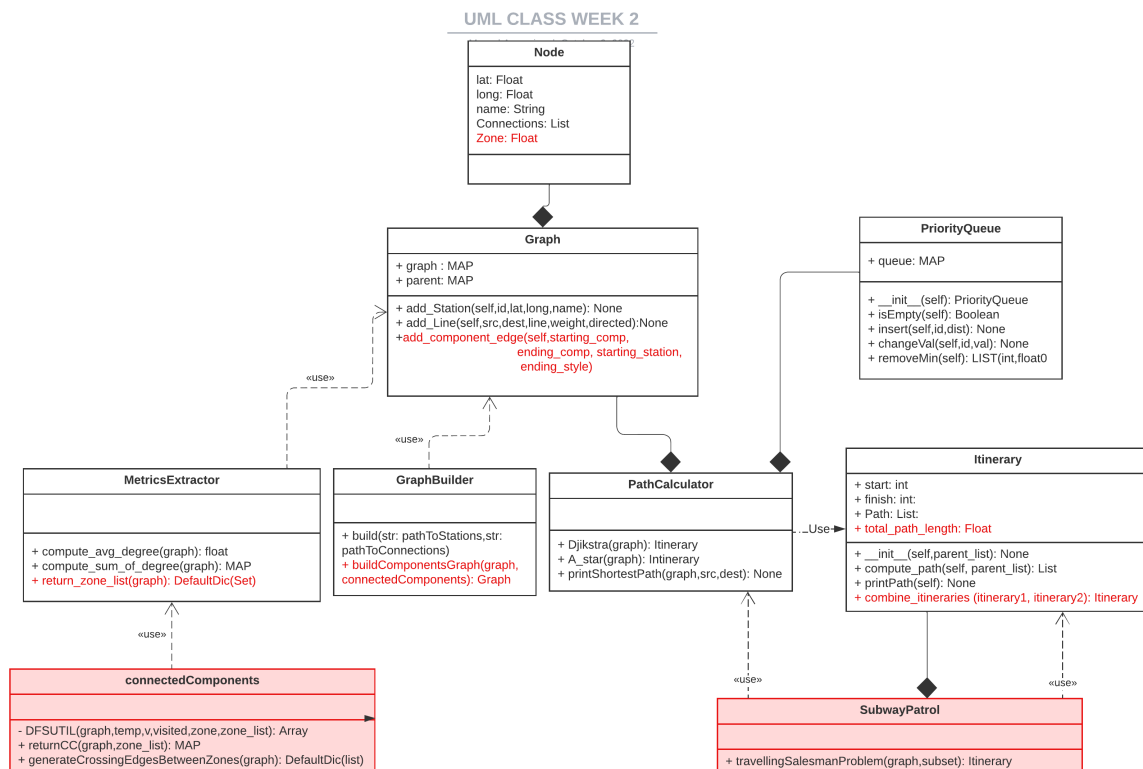 UML CLASS WEEK 2
Node
lat: Float
long: Float
name: String
Connections: List
Zone: Float
Graph
+ graph : MAP
+ parent: MAP
+ add_Station(self,id,lat,long,name): None
+ add_Line(self,src,dest,line,weight,directed):None
+add_component_edge(self,starting_comp,
ending_comp, starting_station,
ending_style)
PriorityQueue
+ queue: MAP
+ __init__(self): PriorityQueue
+ isEmpty(self): Boolean
+ insert(self,id,dist): None
+ changeVal(self,id,val): None
+ removeMin(self): LIST(int,float0
«use»
«use»
MetricsExtractor
+ compute_avg_degree(graph): float
+ compute_sum_of_degree(graph): MAP
+ return_zone_list(graph): DefaultDic(Set)
GraphBuilder
+ build(str: pathToStations,str:
pathToConnections)
+ buildComponentsGraph(graph,
connectedComponents): Graph
PathCalculator
+ Djikstra(graph): Itinerary
+ A_star(graph): Intinerary
+ printShortestPath(graph,src,dest): None
Use
Itinerary
+ start: int
+ finish: int:
+ Path: List:
+ total_path_length: Float
+ __init__(self,parent_list): None
+ compute_path(self, parent_list): List
+ printPath(self): None
+ combine_itineraries (itinerary1, itinerary2): Itinerary
«use»
«use»
«use»
connectedComponents
- DFSUTIL(graph,temp,v,visited,zone,zone_list): Array
+ returnCC(graph,zone_list): MAP
+ generateCrossingEdgesBetweenZones(graph): DefaultDic(list)
SubwayPatrol
+ travellingSalesmanProblem(graph,subset): Itinerary